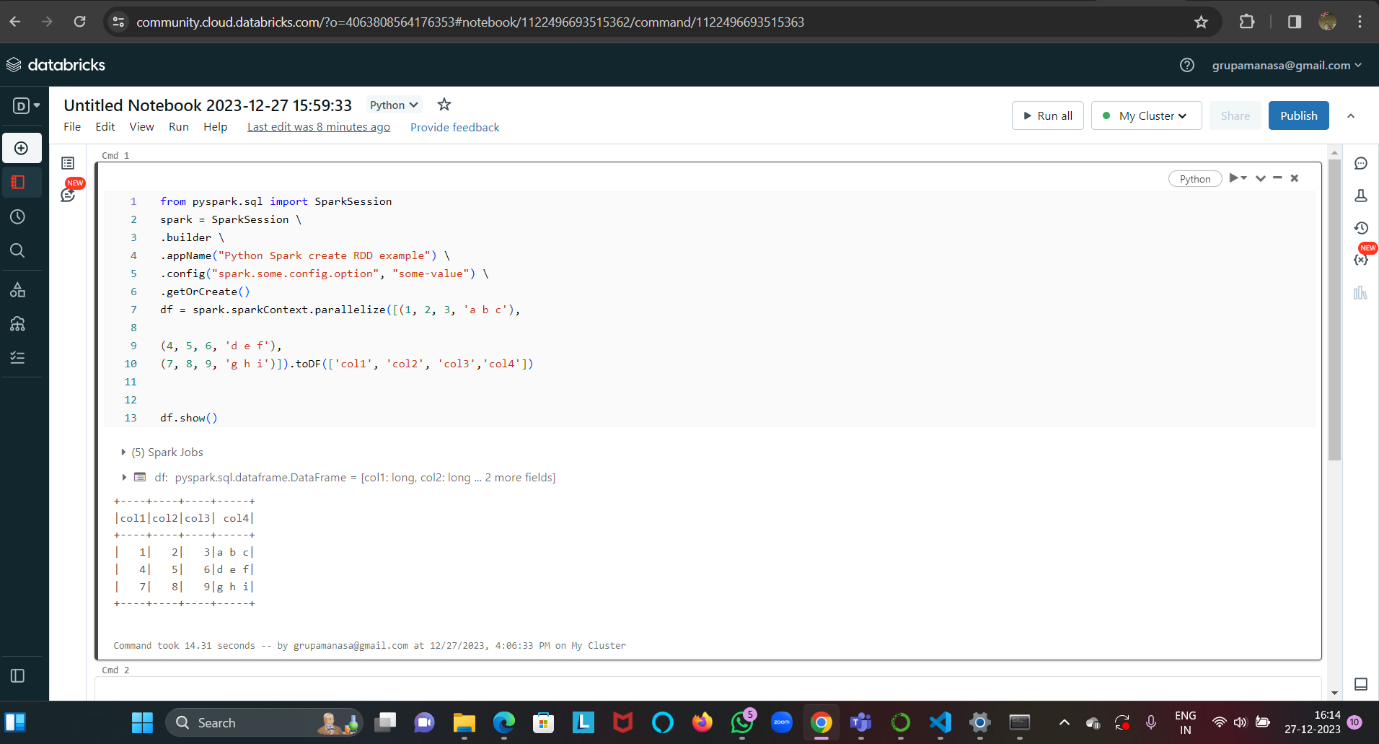 community.cloud.databricks.com/?o=4063808564176353#notebook/1122496693515362/command/1122496693515363
databricks
grupamanasa@gmail.com
D
Untitled Notebook 2023-12-27 15:59:33 Python
File Edit View Run Help Last edit was 8 minutes ago Provide feedback
Run all My Cluster Share Publish
NEW
Cmd 1
Python
1 from pyspark.sql import SparkSession
2 spark = SparkSession \
3 .builder \
4 .appName("Python Spark create RDD example") \
5 .config("spark.some.config.option", "some-value") \
6 .getOrCreate()
7 df = spark.sparkContext.parallelize([(1, 2, 3, 'a b c'),
8
9 (4, 5, 6, 'd e f'),
10 (7, 8, 9, 'g h i')]).toDF(['col1', 'col2', 'col3','col4'])
11
12
13 df.show()
NEW
(x)
(5) Spark Jobs
df: pyspark.sql.dataframe.DataFrame = [col1: long, col2: long ... 2 more fields]
+----+----+----+-----+
|col1|col2|col3| col4|
+----+----+----+-----+
|   1|   2|   3|a b c|
|   4|   5|   6|d e f|
|   7|   8|   9|g h i|
+----+----+----+-----+
Command took 14.31 seconds -- by grupamanasa@gmail.com at 12/27/2023, 4:06:33 PM on My Cluster
Cmd 2
Search
L
5
zoom
ENG
IN
16:14
27-12-2023
10